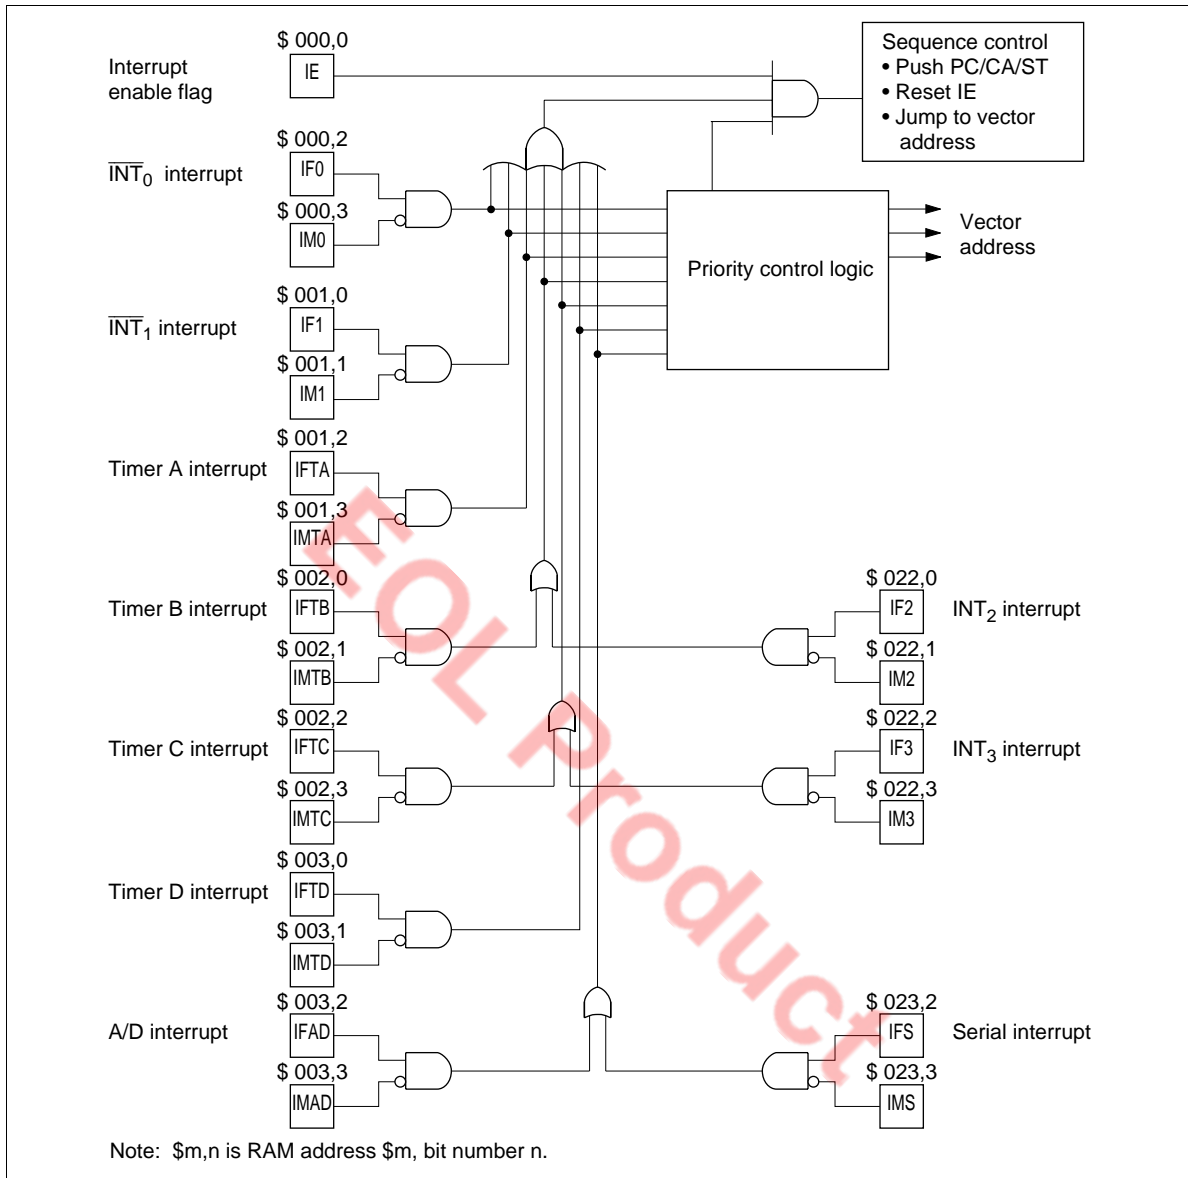 $ 000,0
Interrupt
enable flag
IE
Sequence control
• Push PC/CA/ST
• Reset IE
• Jump to vector
address
$ 000,2
INT0 interrupt
IF0
$ 000,3
IM0
Priority control logic
Vector
address
$ 001,0
INT1 interrupt
IF1
$ 001,1
IM1
$ 001,2
Timer A interrupt
IFTA
$ 001,3
IMTA
$ 002,0
Timer B interrupt
IFTB
$ 002,1
IMTB
$ 022,0
IF2
INT2 interrupt
$ 022,1
IM2
$ 002,2
Timer C interrupt
IFTC
$ 002,3
IMTC
$ 022,2
IF3
INT3 interrupt
$ 022,3
IM3
$ 003,0
Timer D interrupt
IFTD
$ 003,1
IMTD
$ 003,2
A/D interrupt
IFAD
$ 003,3
IMAD
$ 023,2
IFS
Serial interrupt
$ 023,3
IMS
EOL Product
Note: $m,n is RAM address $m, bit number n.